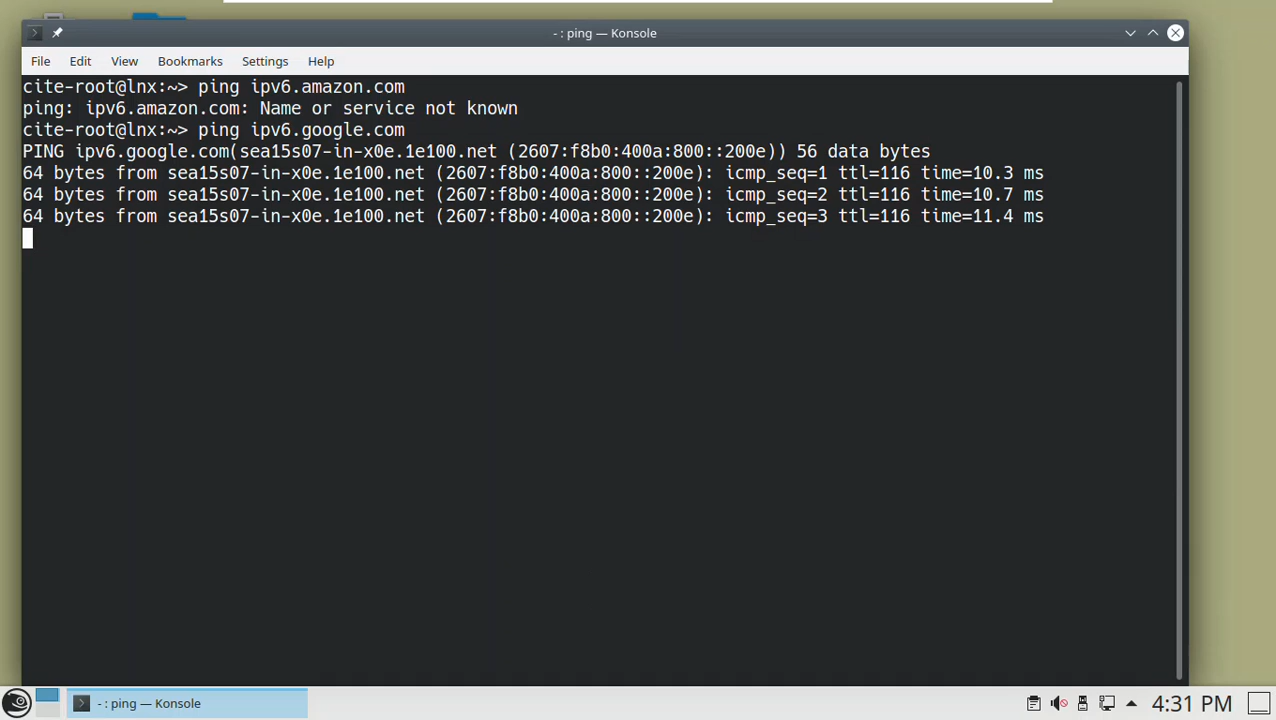 - : ping — Konsole
File Edit View Bookmarks Settings Help
cite-root@lnx:~> ping ipv6.amazon.com
ping: ipv6.amazon.com: Name or service not known
cite-root@lnx:~> ping ipv6.google.com
PING ipv6.google.com(sea15s07-in-x0e.1e100.net (2607:f8b0:400a:800::200e)) 56 data bytes
64 bytes from sea15s07-in-x0e.1e100.net (2607:f8b0:400a:800::200e): icmp_seq=1 ttl=116 time=10.3 ms
64 bytes from sea15s07-in-x0e.1e100.net (2607:f8b0:400a:800::200e): icmp_seq=2 ttl=116 time=10.7 ms
64 bytes from sea15s07-in-x0e.1e100.net (2607:f8b0:400a:800::200e): icmp_seq=3 ttl=116 time=11.4 ms
- : ping — Konsole
4:31 PM